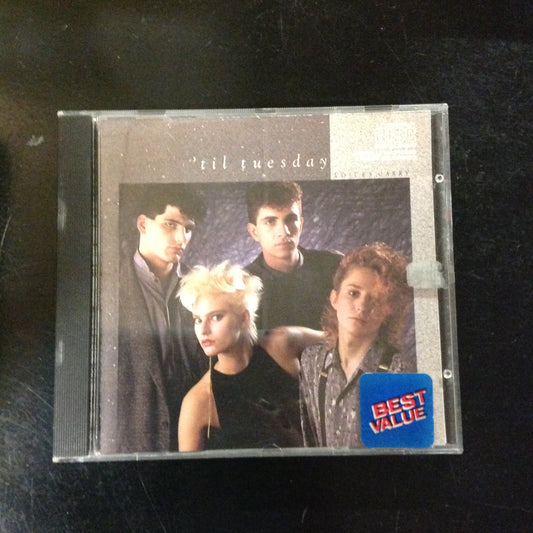 'til tuesday
VOICES CARRY
BEST
VALUE